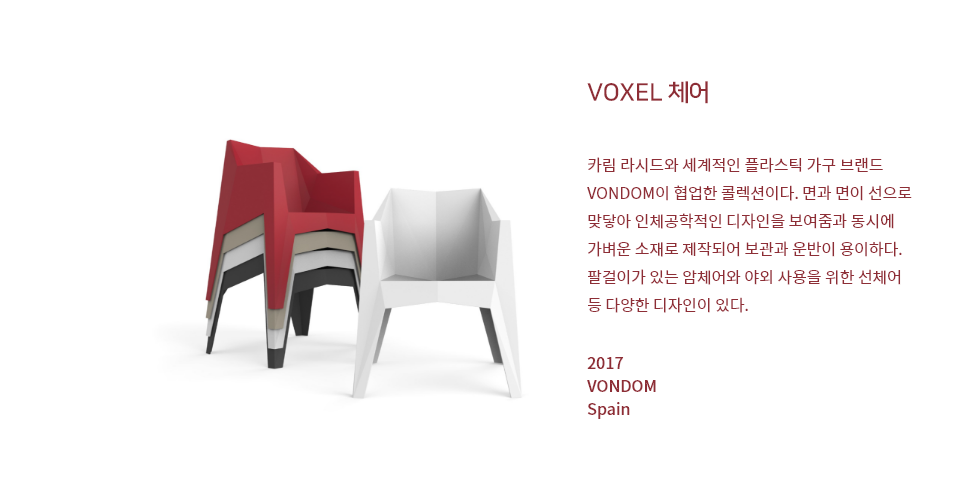 VOXEL 체어
카림 라시드와 세계적인 플라스틱 가구 브랜드
VONDOM이 협업한 콜렉션이다. 면과 면이 선으로
맞닿아 인체공학적인 디자인을 보여줌과 동시에
가벼운 소재로 제작되어 보관과 운반이 용이하다.
팔걸이가 있는 암체어와 야외 사용을 위한 선체어
등 다양한 디자인이 있다.
2017
VONDOM
Spain